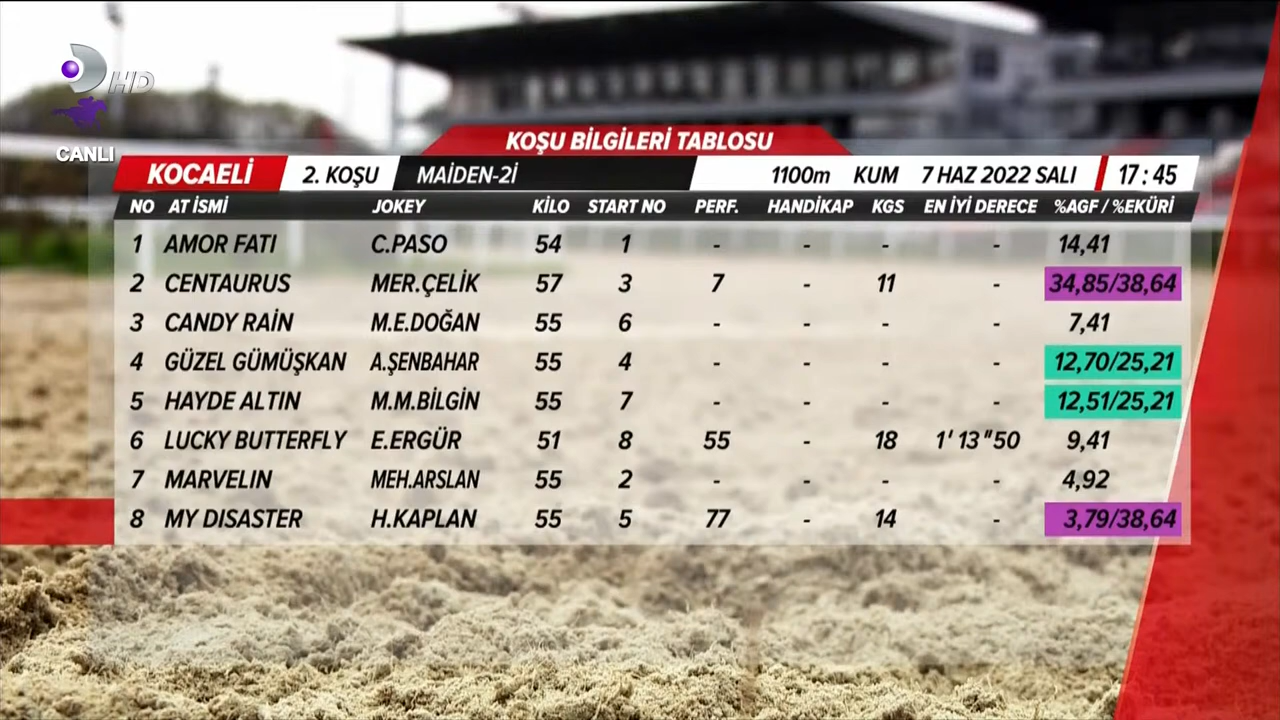 D HD
CANLI
KOŞU BİLGİLERİ TABLOSU
KOCAELİ 2. KOŞU MAİDEN-2İ 1100m KUM 7 HAZ 2022 SALI 17:45
NO AT İSMİ JOKEY KİLO START NO PERF. HANDİKAP KGS EN İYİ DERECE %AGF / %EKÜRİ
1 AMOR FATI C.PASO 54 1 - - - - 14,41
2 CENTAURUS MER.ÇELİK 57 3 7 - 11 - 34,85/38,64
3 CANDY RAIN M.E.DOĞAN 55 6 - - - - 7,41
4 GÜZEL GÜMÜŞKAN A.ŞENBAHAR 55 4 - - - - 12,70/25,21
5 HAYDE ALTIN M.M.BİLGİN 55 7 - - - - 12,51/25,21
6 LUCKY BUTTERFLY E.ERGÜR 51 8 55 - 18 1' 13 "50 9,41
7 MARVELIN MEH.ARSLAN 55 2 - - - - 4,92
8 MY DISASTER H.KAPLAN 55 5 77 - 14 - 3,79/38,64